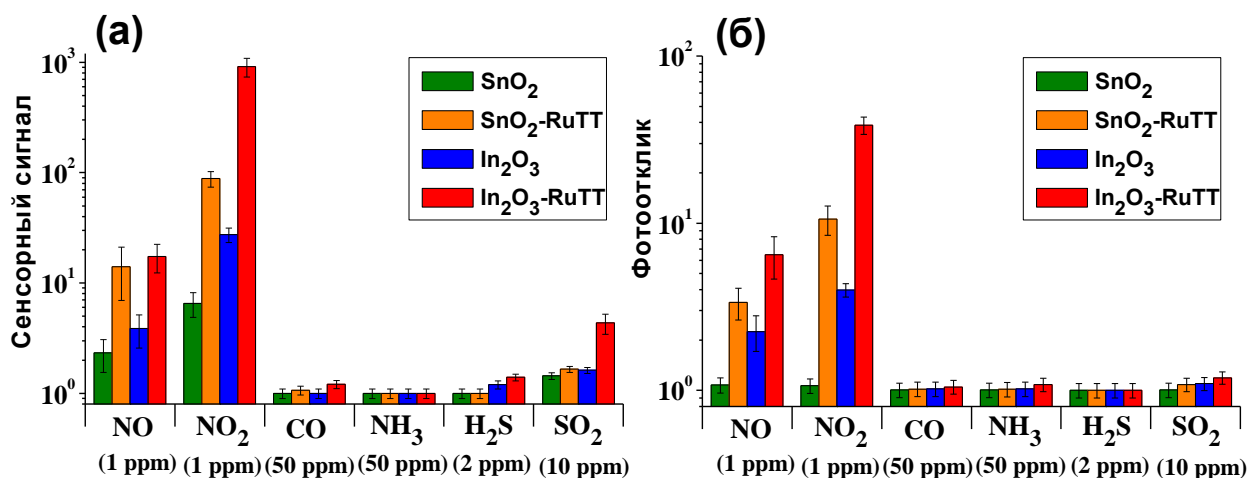 (а)
Сенсорный сигнал
10³
10²
10¹
10⁰
SnO₂
SnO₂-RuTT
In₂O₃
In₂O₃-RuTT
NO NO₂ CO NH₃ H₂S SO₂
(1 ppm) (1 ppm) (50 ppm) (50 ppm) (2 ppm) (10 ppm)
(б)
Фотоотклик
10²
10¹
10⁰
SnO₂
SnO₂-RuTT
In₂O₃
In₂O₃-RuTT
NO NO₂ CO NH₃ H₂S SO₂
(1 ppm) (1 ppm) (50 ppm) (50 ppm) (2 ppm) (10 ppm)